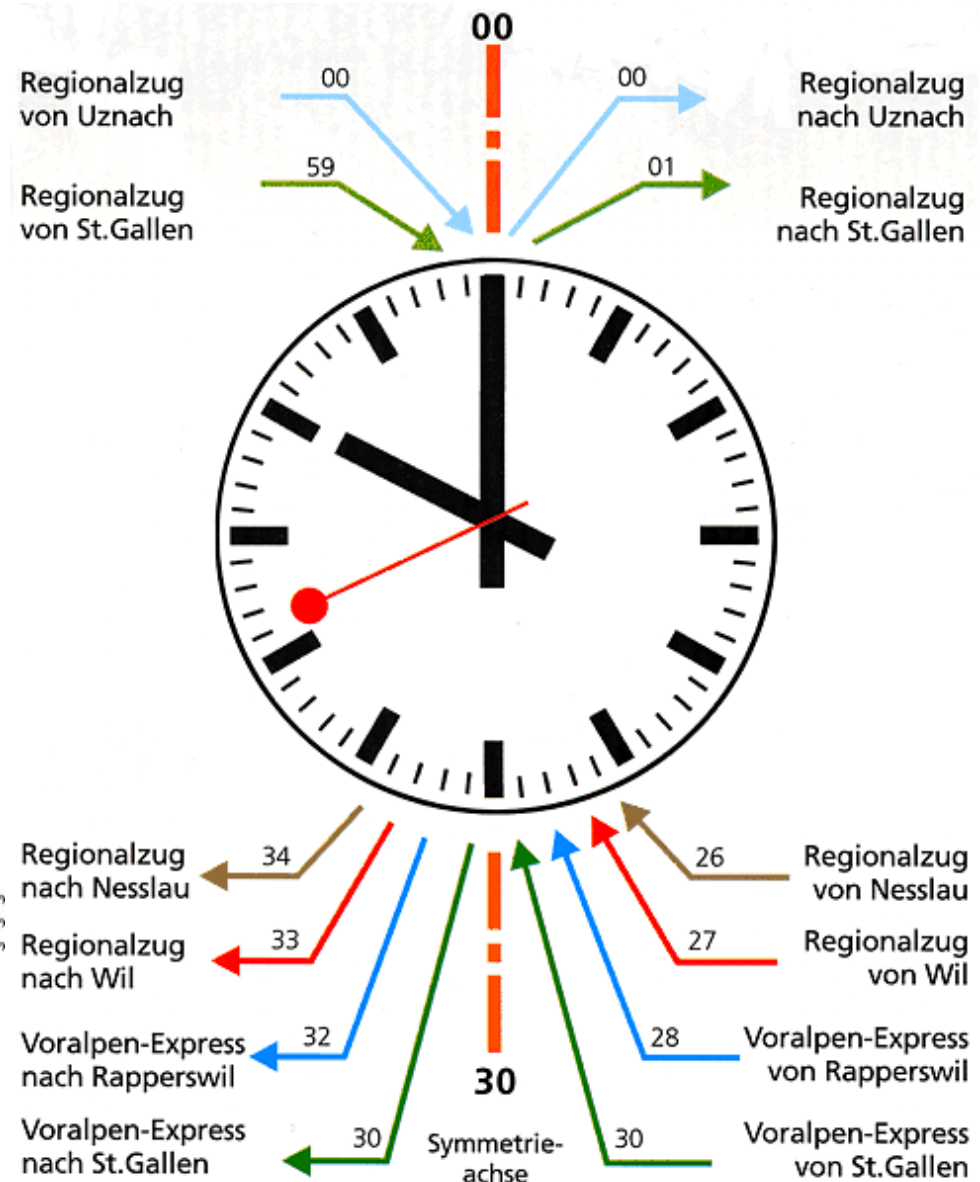 00
Regionalzug
von Uznach
00
00
Regionalzug
nach Uznach
Regionalzug
von St.Gallen
59
01
Regionalzug
nach St.Gallen
Regionalzug
nach Nesslau
34
26
Regionalzug
von Nesslau
Regionalzug
nach Wil
33
27
Regionalzug
von Wil
Voralpen-Express
nach Rapperswil
32
28
Voralpen-Express
von Rapperswil
30
Voralpen-Express
nach St.Gallen
30
Symmetrie-
achse
30
Voralpen-Express
von St.Gallen